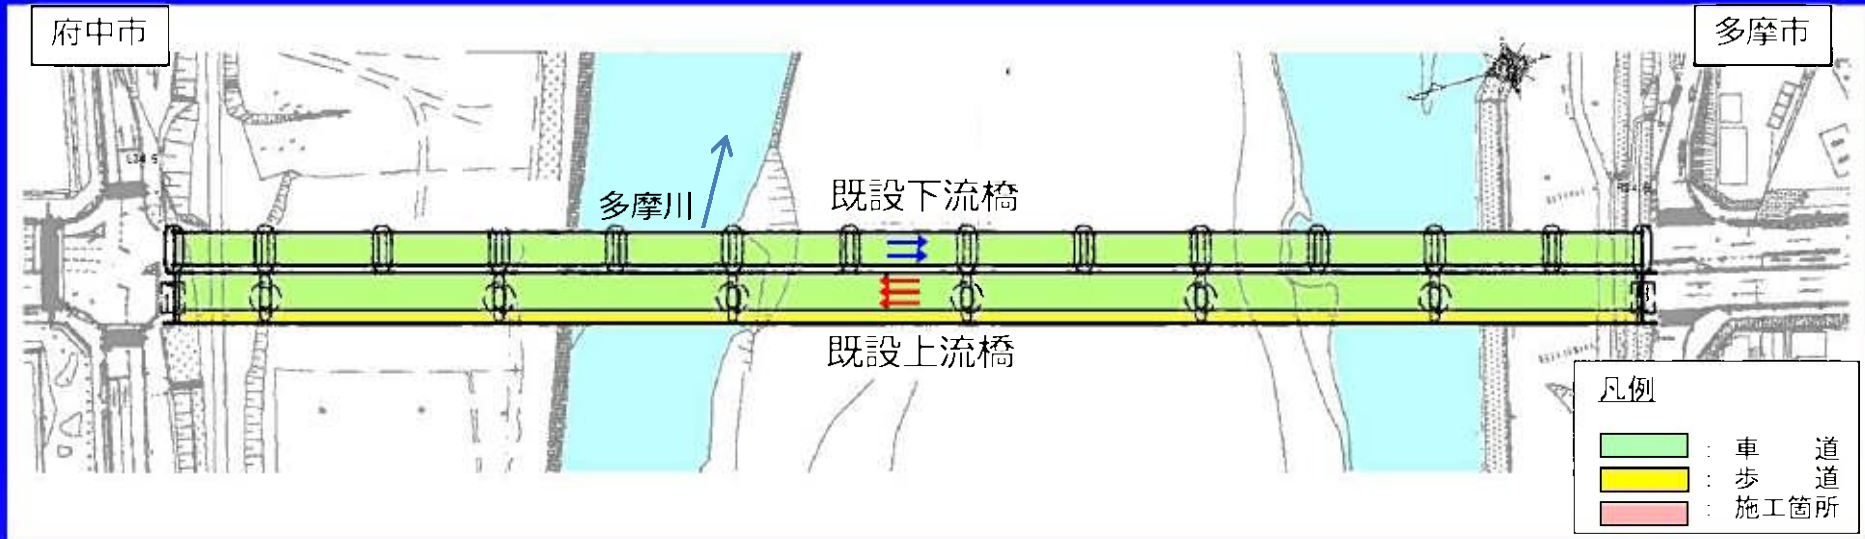 府中市
多摩市
多摩川
既設下流橋
既設上流橋
凡例
: 車 道
: 歩 道
: 施工箇所